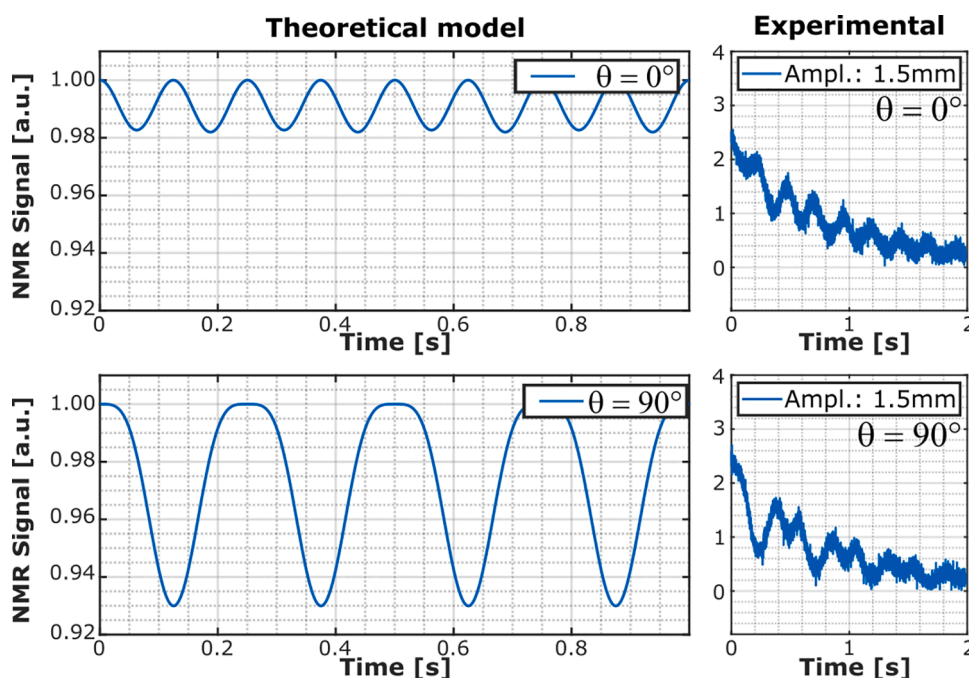 Theoretical model
Experimental
NMR Signal [a.u.]
1.00
0.98
0.96
0.94
0.92
θ = 0°
0
0.2
0.4
0.6
0.8
Time [s]
4
3
2
1
0
Ampl.: 1.5mm
θ = 0°
0
1
2
Time [s]
NMR Signal [a.u.]
1.00
0.98
0.96
0.94
0.92
θ = 90°
0
0.2
0.4
0.6
0.8
Time [s]
4
3
2
1
0
Ampl.: 1.5mm
θ = 90°
0
1
2
Time [s]